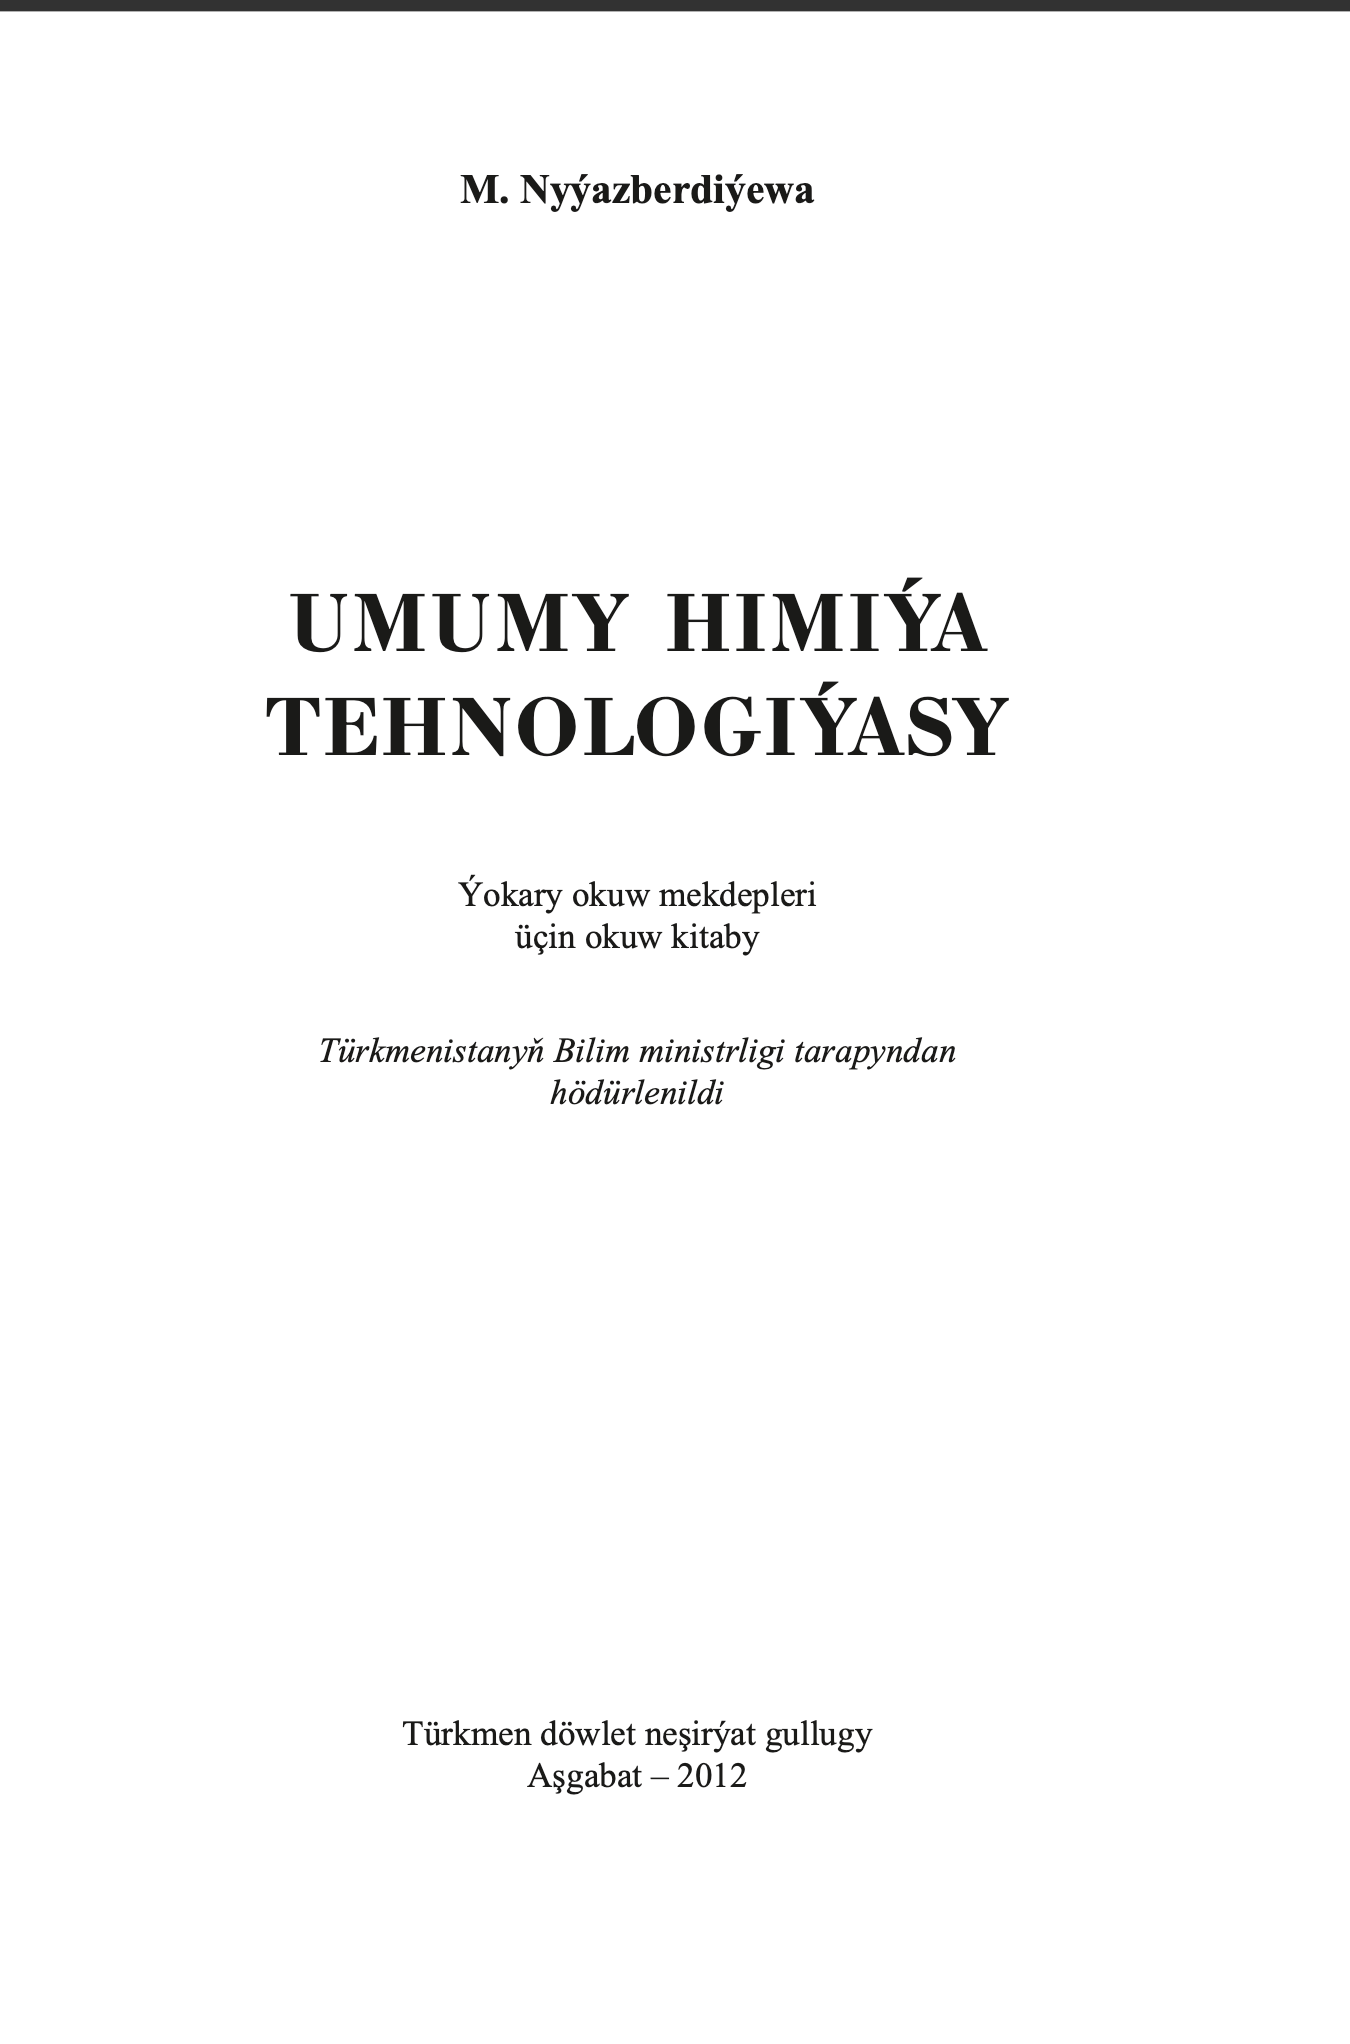 M. Nyýazberdiýewa
UMUMY HIMIÝA
TEHNOLOGIÝASY
Ýokary okuw mekdepleri
üçin okuw kitaby
Türkmenistanyň Bilim ministrligi tarapyndan
hödürlenildi
Türkmen döwlet neşirýat gullugy
Aşgabat – 2012